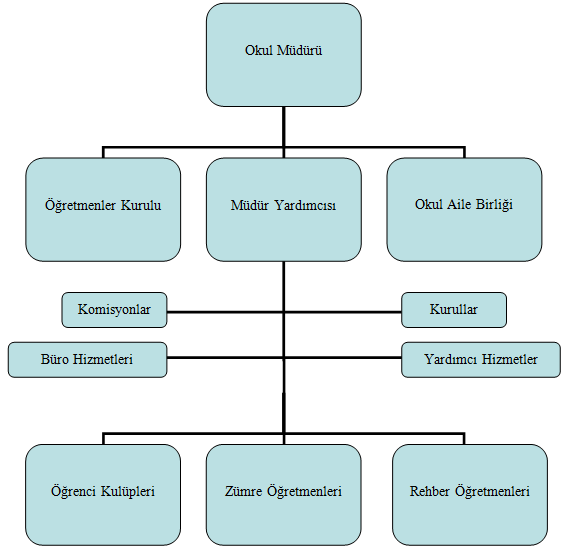 Okul Müdürü
Öğretmenler Kurulu
Müdür Yardımcısı
Okul Aile Birliği
Komisyonlar
Kurullar
Büro Hizmetleri
Yardımcı Hizmetler
Öğrenci Kulüpleri
Zümre Öğretmenleri
Rehber Öğretmenleri